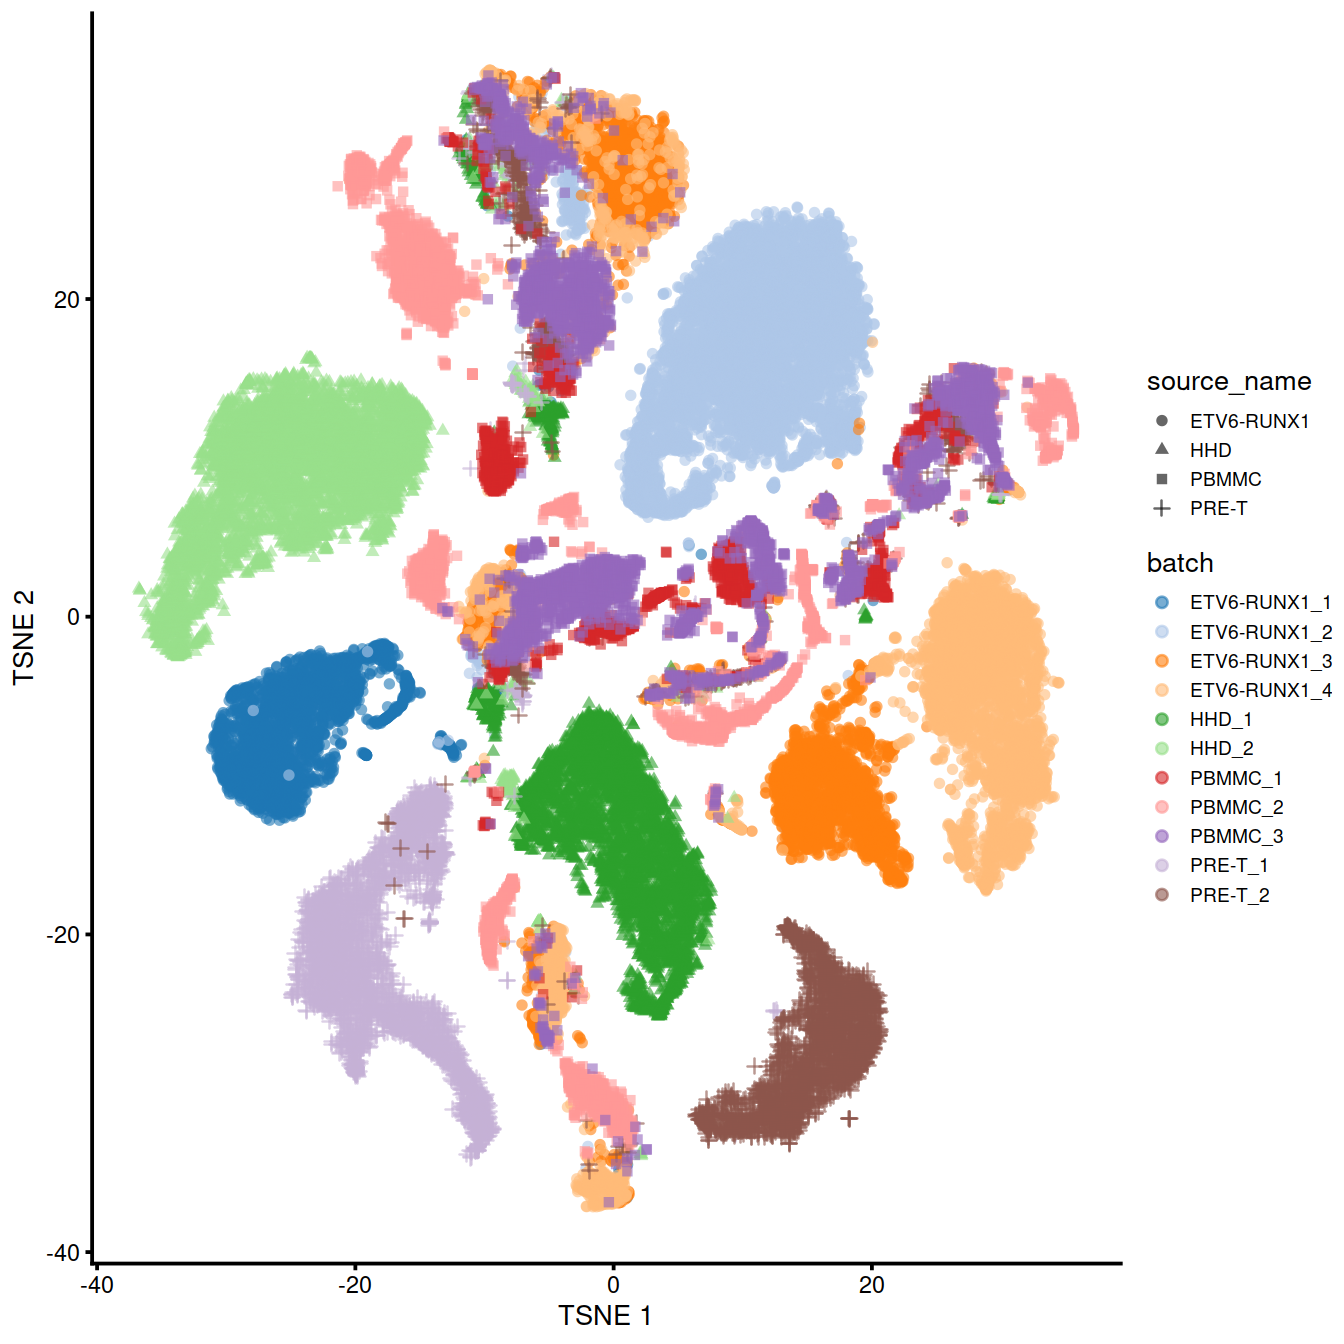 20
0
-20
-40
-40
-20
0
20
TSNE 1
TSNE 2
source_name
ETV6-RUNX1
HHD
PBMMC
PRE-T
batch
ETV6-RUNX1_1
ETV6-RUNX1_2
ETV6-RUNX1_3
ETV6-RUNX1_4
HHD_1
HHD_2
PBMMC_1
PBMMC_2
PBMMC_3
PRE-T_1
PRE-T_2